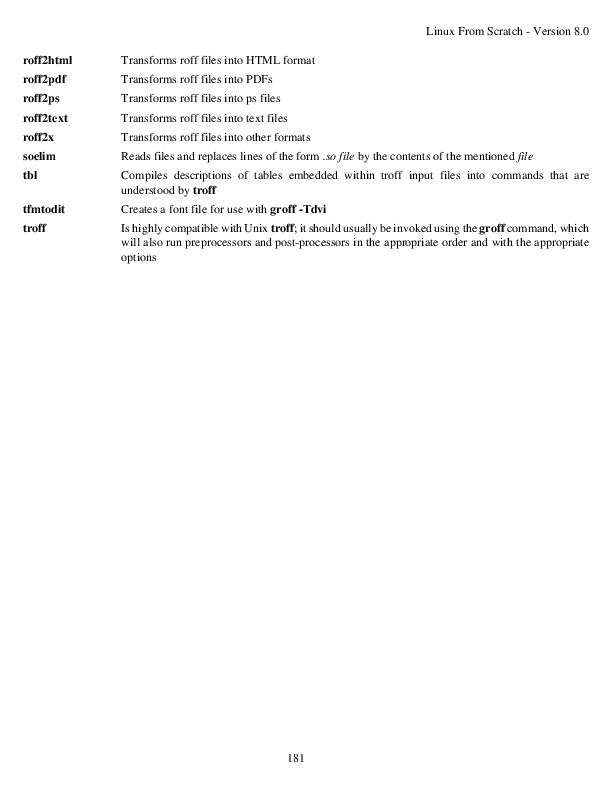 Linux From Scratch - Version 8.0
roff2html Transforms roff files into HTML format
roff2pdf Transforms roff files into PDFs
roff2ps Transforms roff files into ps files
roff2text Transforms roff files into text files
roff2x Transforms roff files into other formats
soelim Reads files and replaces lines of the form .so file by the contents of the mentioned file
tbl Compiles descriptions of tables embedded within troff input files into commands that are
understood by troff
tfmtodit Creates a font file for use with groff -Tdvi
troff Is highly compatible with Unix troff; it should usually be invoked using the groff command, which
will also run preprocessors and post-processors in the appropriate order and with the appropriate
options
181